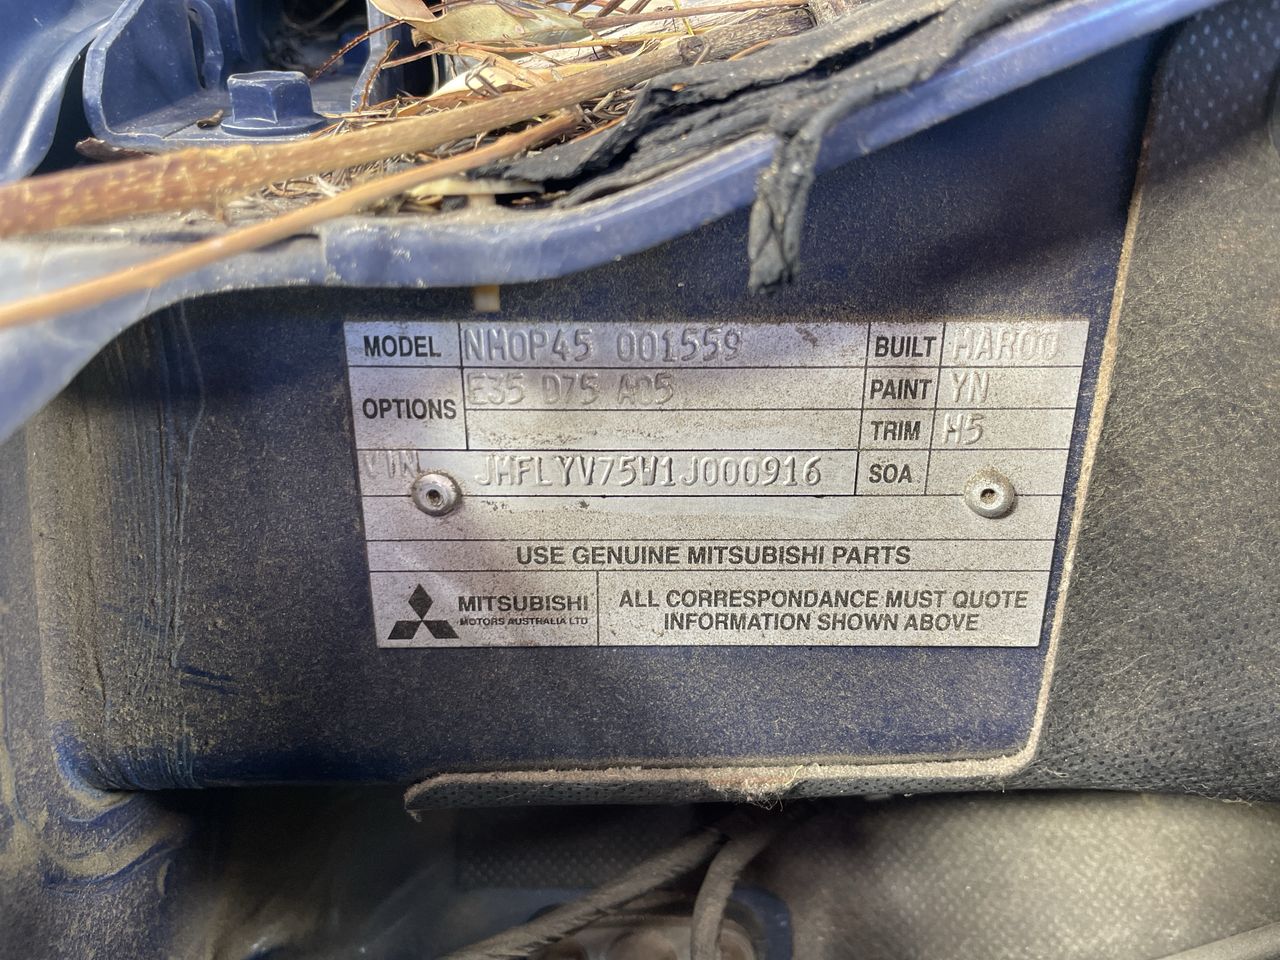 MODEL NM0P45 001559 BUILT MAR00
OPTIONS E35 D75 A05 PAINT YN
TRIM H5
VIN JMFLYV75W1J000916 SOA
USE GENUINE MITSUBISHI PARTS
MITSUBISHI
MOTORS AUSTRALIA LTD
ALL CORRESPONDANCE MUST QUOTE
INFORMATION SHOWN ABOVE